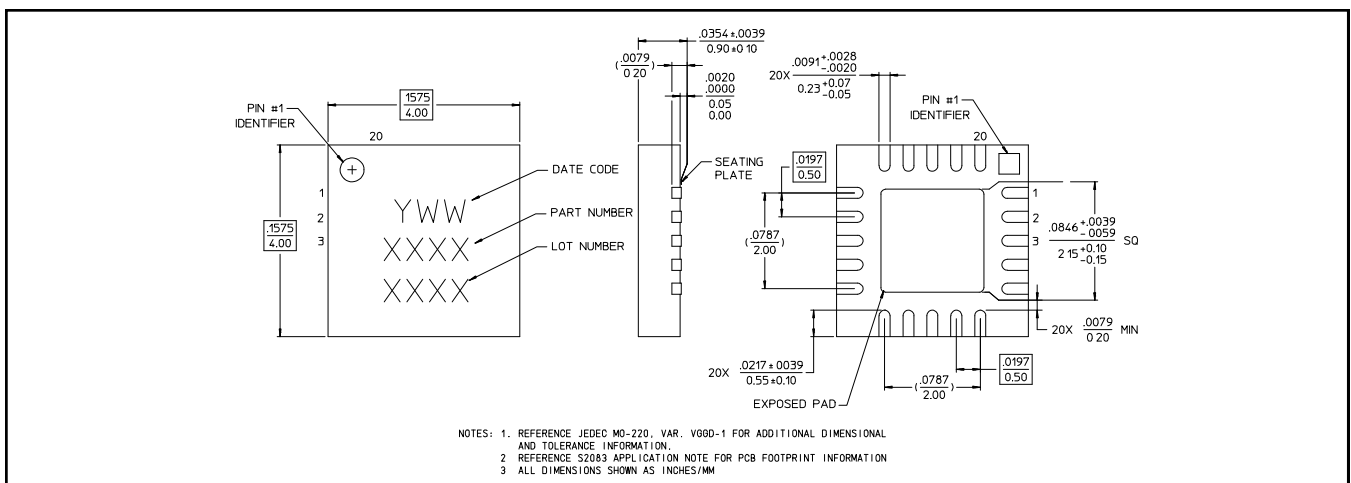 .0354±.0039
0.90±0 10
(.0079
0 20)
.0020
.0000
0.05
0.00
.1575
4.00
PIN #1
IDENTIFIER
20
DATE CODE
YWW
PART NUMBER
XXXX
LOT NUMBER
XXXX
1
2
3
.1575
4.00
SEATING
PLATE
20X .0091+.0028
-.0020
0.23+0.07
-0.05
PIN #1
IDENTIFIER
20
.0197
0.50
(.0787
2.00)
1
2
3
.0846+.0039
-.0059 SQ
2 15+0.10
-0.15
20X .0079 MIN
0 20
20X .0217±0039
0.55±0.10
(.0787
2.00)
.0197
0.50
EXPOSED PAD
NOTES: 1. REFERENCE JEDEC MO-220, VAR. VGGD-1 FOR ADDITIONAL DIMENSIONAL
AND TOLERANCE INFORMATION.
2 REFERENCE S2083 APPLICATION NOTE FOR PCB FOOTPRINT INFORMATION
3 ALL DIMENSIONS SHOWN AS INCHES/MM